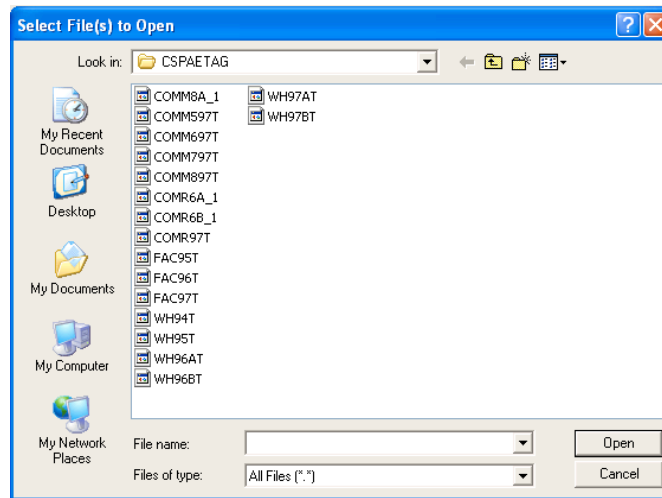 Select File(s) to Open
Look in: CSPAETAG
My Recent
Documents
Desktop
My Documents
My Computer
My Network
Places
COMM8A_1
COMM597T
COMM697T
COMM797T
COMM897T
COMR6A_1
COMR6B_1
COMR97T
FAC95T
FAC96T
FAC97T
WH94T
WH95T
WH96AT
WH96BT
WH97AT
WH97BT
File name:
Open
Files of type: All Files (*.*)
Cancel